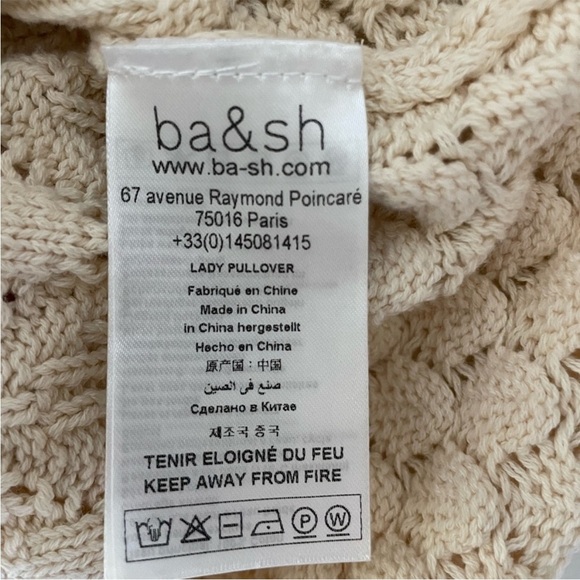 ba&sh
www.ba-sh.com
67 avenue Raymond Poincaré
75016 Paris
+33(0)145081415
LADY PULLOVER
Fabriqué en Chine
Made in China
in China hergestellt
Hecho en China
原产国：中国
صنع في الصين
Сделано в Китае
제조국 중국
TENIR ELOIGNÉ DU FEU
KEEP AWAY FROM FIRE
P W